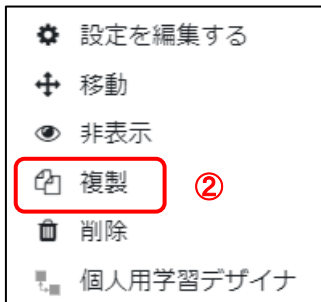 設定を編集する
移動
非表示
複製 ②
削除
個人用学習デザイナ